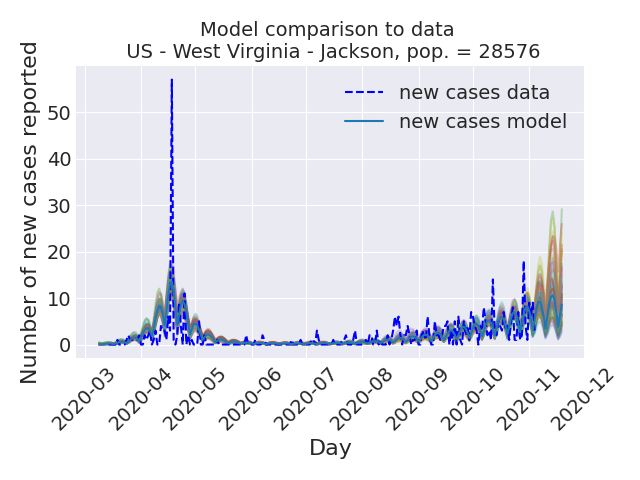 Model comparison to data
US - West Virginia - Jackson, pop. = 28576
Number of new cases reported
50
40
30
20
10
0
new cases data
new cases model
2020-03
2020-04
2020-05
2020-06
2020-07
2020-08
2020-09
2020-10
2020-11
2020-12
Day